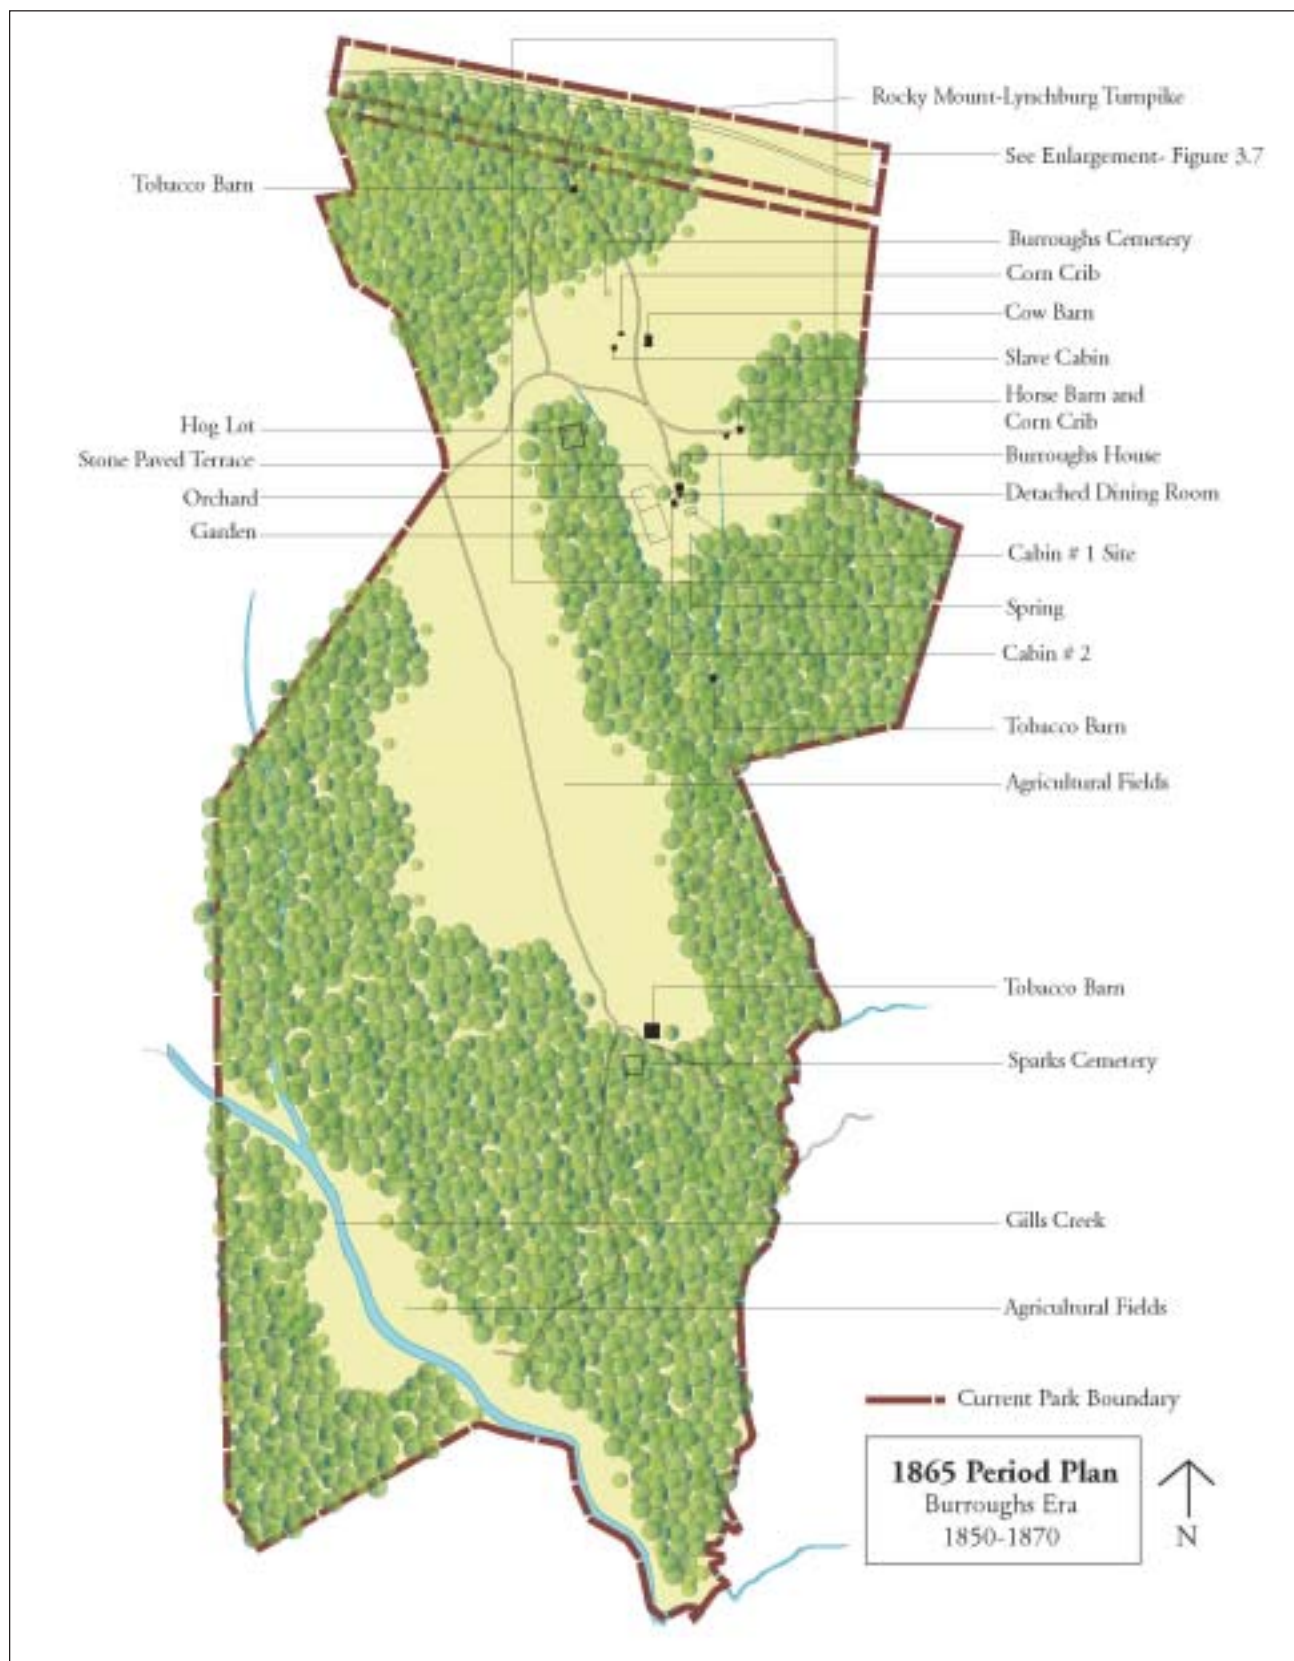 Rocky Mount-Lynchburg Turnpike
See Enlargement- Figure 3.7
Tobacco Barn
Burroughs Cemetery
Corn Crib
Cow Barn
Slave Cabin
Horse Barn and
Corn Crib
Hog Lot
Stone Paved Terrace
Orchard
Garden
Burroughs House
Detached Dining Room
Cabin # 1 Site
Spring
Cabin # 2
Tobacco Barn
Agricultural Fields
Tobacco Barn
Sparks Cemetery
Gills Creek
Agricultural Fields
Current Park Boundary
1865 Period Plan
Burroughs Era
1850-1870
N